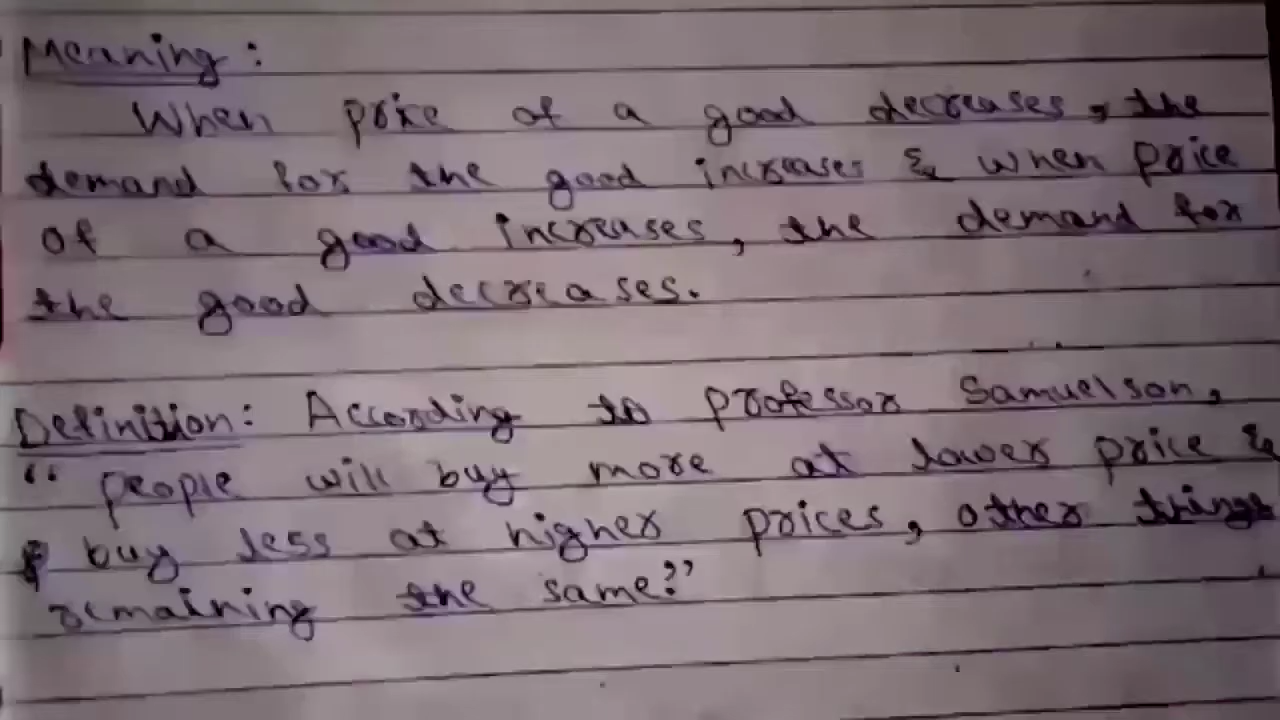 Meaning :
When price of a good decreases, the
demand for the good increases & when price
of a good increases, the demand for
the good decreases.
Definition: According to professor Samuelson,
“ people will buy more at lower price &
buy less at higher prices, other things
remaining the same.”